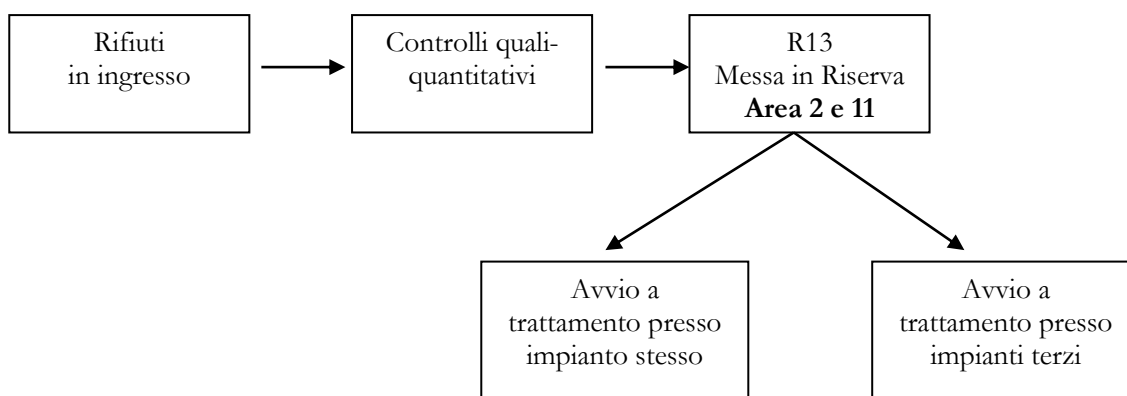 Rifiuti
in ingresso
Controlli quali-
quantitativi
R13
Messa in Riserva
Area 2 e 11
Avvio a
trattamento presso
impianto stesso
Avvio a
trattamento presso
impianti terzi